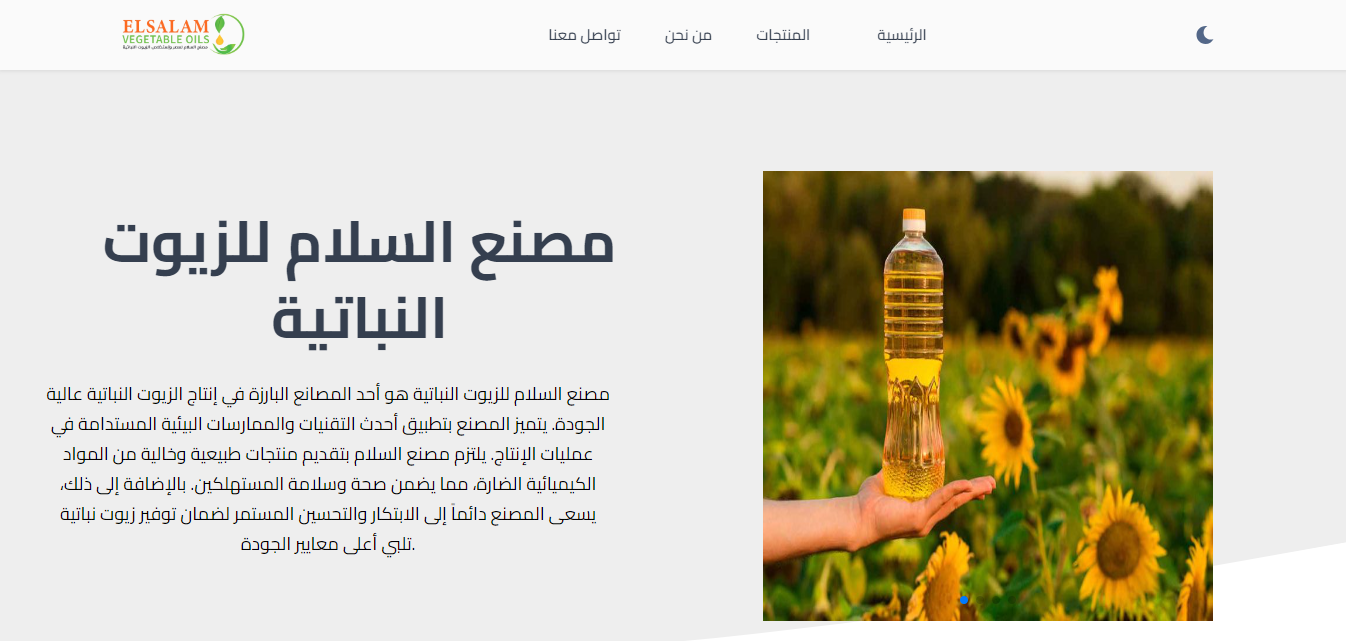 ELSALAM
VEGETABLE OILS
الرئيسية
المنتجات
من نحن
تواصل معنا
مصنع السلام للزيوت
النباتية
مصنع السلام للزيوت النباتية هو أحد المصانع البارزة في إنتاج الزيوت النباتية عالية
الجودة. يتميز المصنع بتطبيق أحدث التقنيات والممارسات البيئية المستدامة في
عمليات الإنتاج. يلتزم مصنع السلام بتقديم منتجات طبيعية وخالية من المواد
الكيميائية الضارة، مما يضمن صحة وسلامة المستهلكين. بالإضافة إلى ذلك،
يسعى المصنع دائماً إلى الابتكار والتحسين المستمر لضمان توفير زيوت نباتية
.تلبي أعلى معايير الجودة